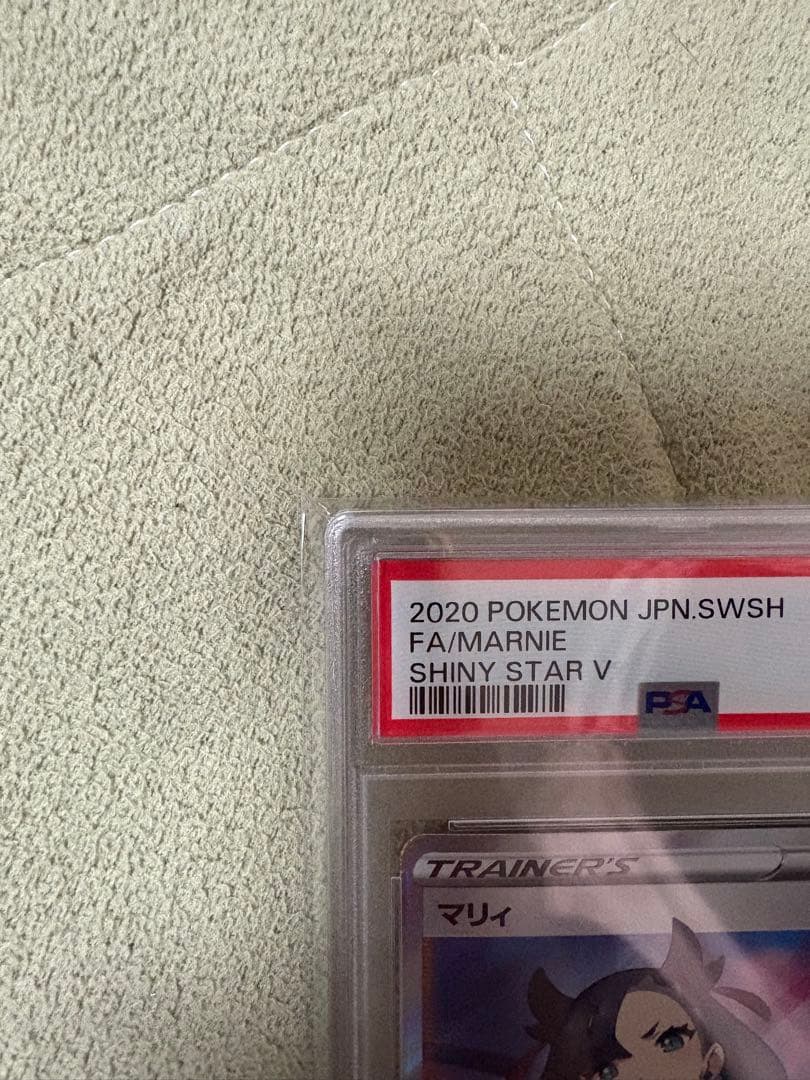 2020 POKEMON JPN.SWSH
FA/MARNIE
SHINY STAR V
PSA
TRAINER'S
マリィ